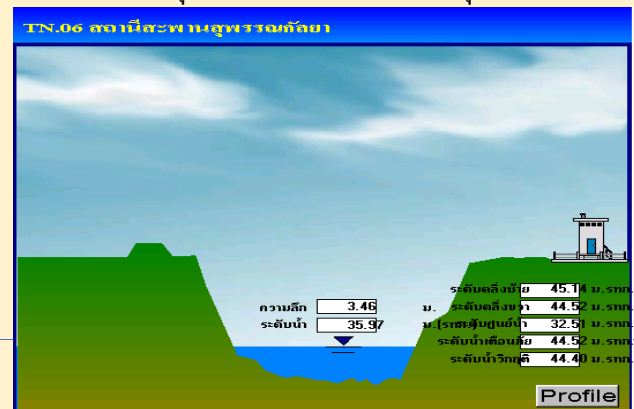 TN.06 สถานีสะพานสุพรรณกัลยา
ความลึก 3.46 ม.
ระดับน้ำ 35.97 ม.(รทก.)
ระดับตลิ่งซ้าย 45.14 ม.รทก.
ระดับตลิ่งขวา 44.52 ม.รทก.
ระดับศูนย์น้ำ 32.51 ม.รทก.
ระดับน้ำเตือนภัย 44.52 ม.รทก.
ระดับน้ำวิกฤติ 44.40 ม.รทก.
Profile